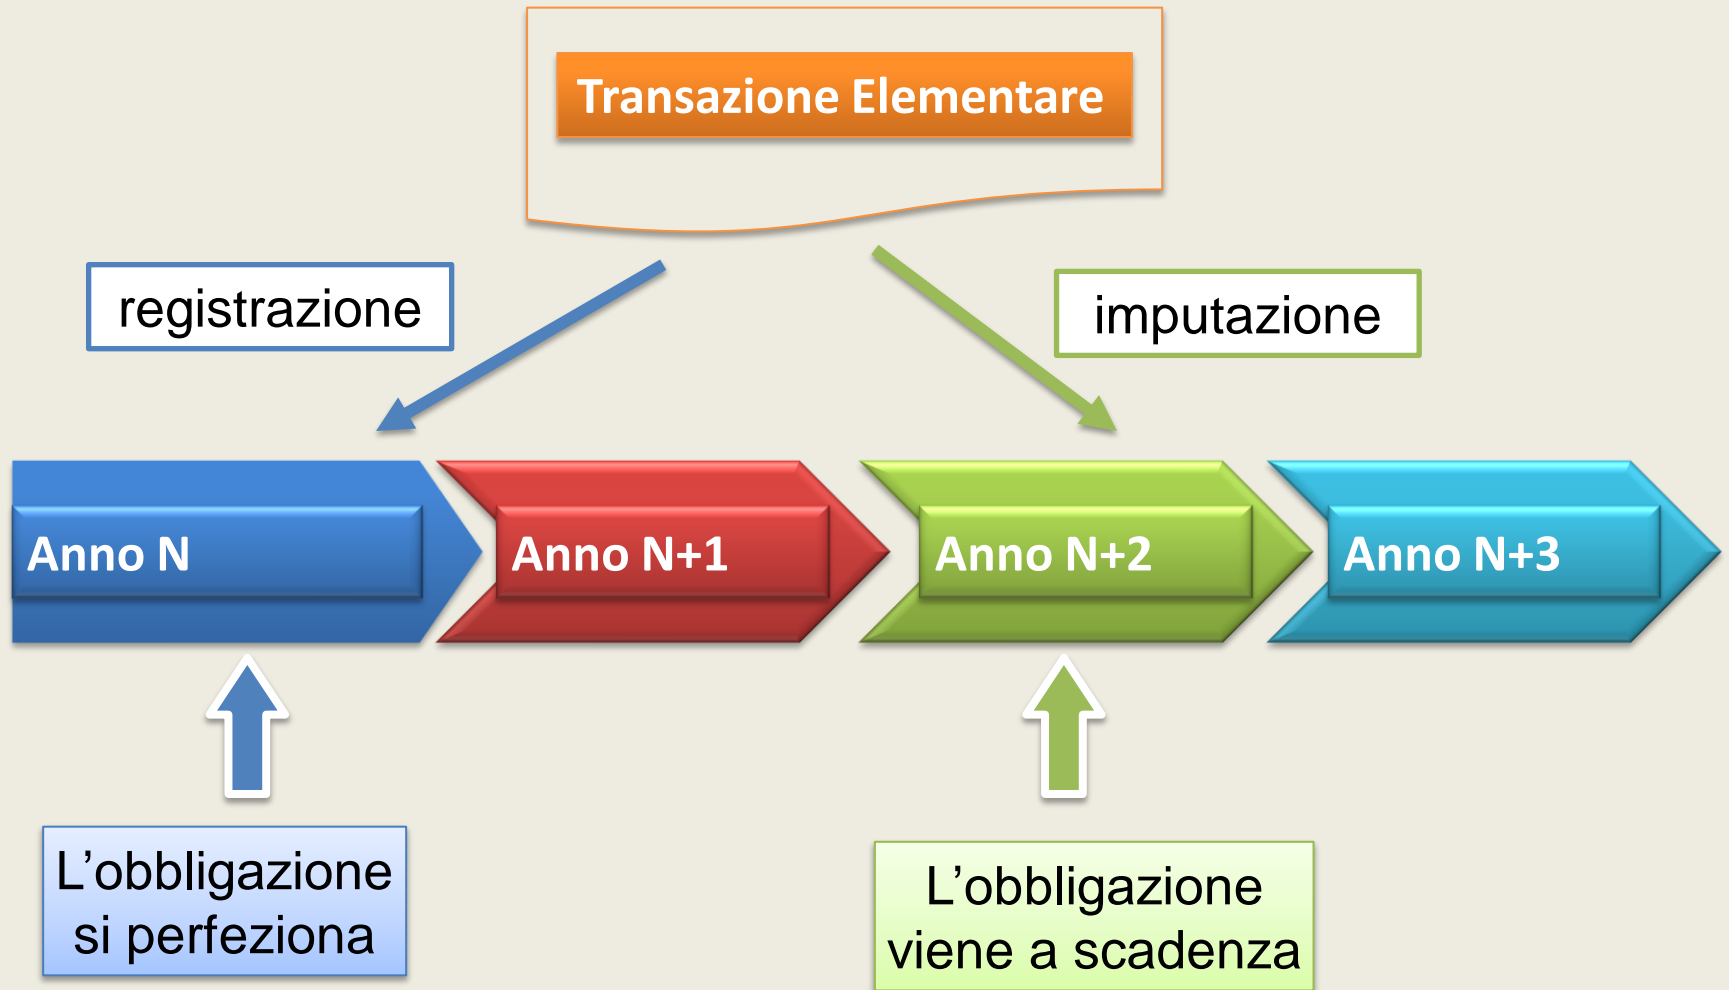 Transazione Elementare
registrazione
imputazione
Anno N
Anno N+1
Anno N+2
Anno N+3
L’obbligazione
si perfeziona
L’obbligazione
viene a scadenza